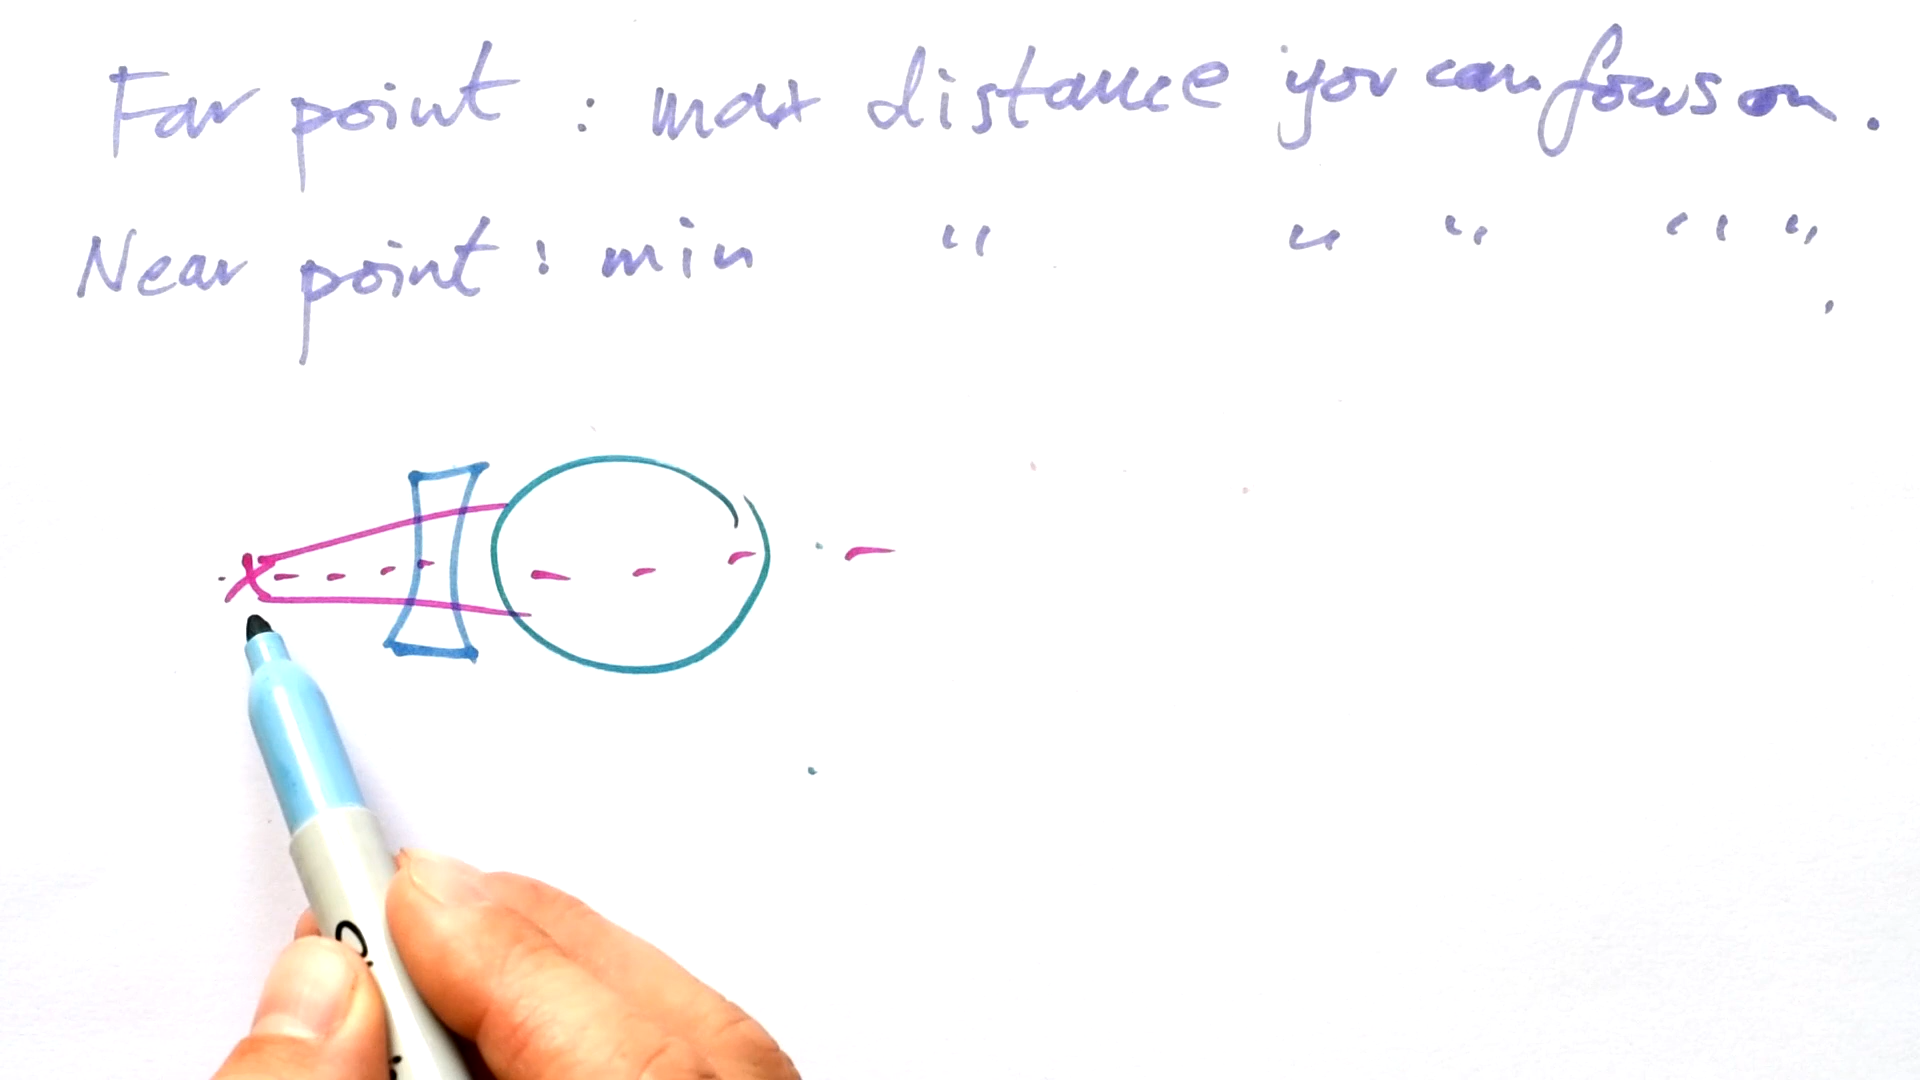 Far point : max distance you can focus on.
Near point : min " " " " " .